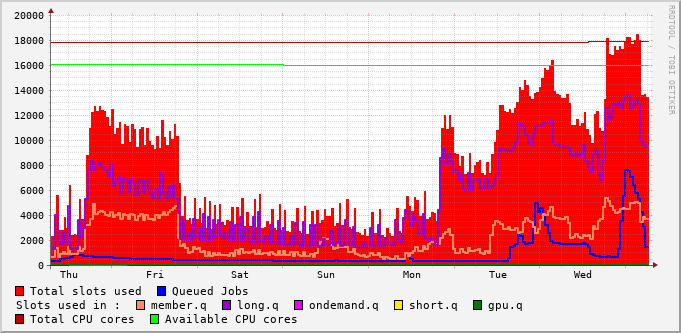 20000
18000
16000
14000
12000
10000
8000
6000
4000
2000
0
Thu Fri Sat Sun Mon Tue Wed
RRDTOOL / TOBI OETIKER
Total slots used Queued Jobs
Slots used in : member.q long.q ondemand.q short.q gpu.q
Total CPU cores Available CPU cores